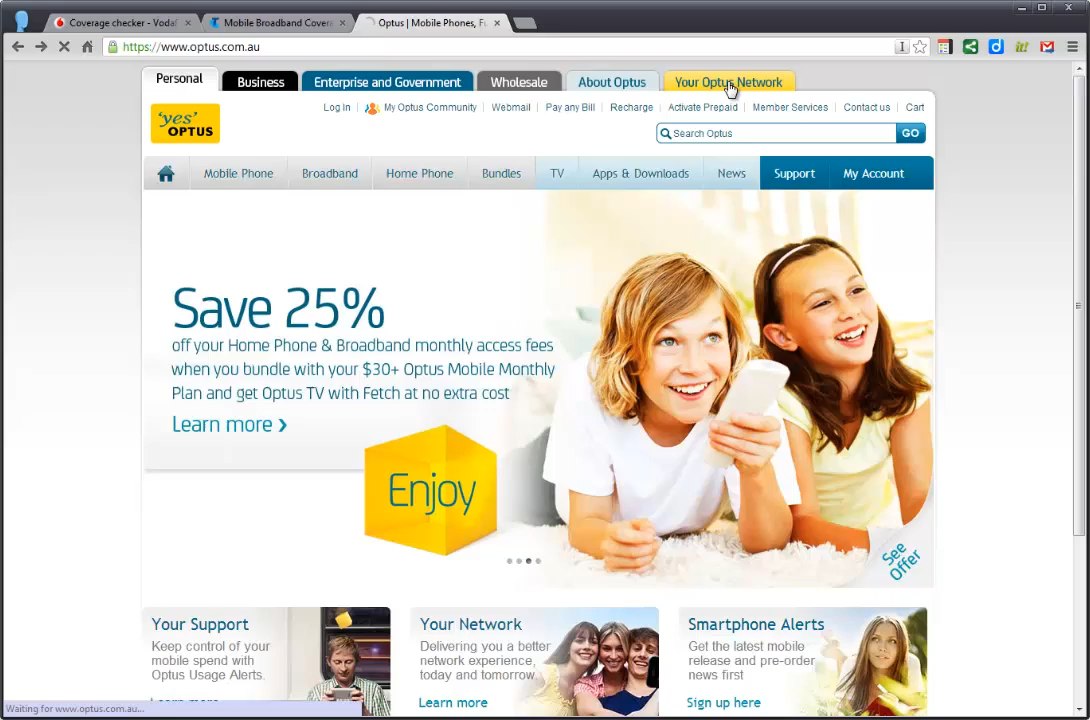 Coverage checker - Vodaf
Mobile Broadband Covera
Optus | Mobile Phones, Fu
https://www.optus.com.au
Personal
Business
Enterprise and Government
Wholesale
About Optus
Your Optus Network
'yes'
OPTUS
Log In
My Optus Community
Webmail
Pay any Bill
Recharge
Activate Prepaid
Member Services
Contact us
Cart
Search Optus
GO
Mobile Phone
Broadband
Home Phone
Bundles
TV
Apps & Downloads
News
Support
My Account
Save 25%
off your Home Phone & Broadband monthly access fees
when you bundle with your $30+ Optus Mobile Monthly
Plan and get Optus TV with Fetch at no extra cost
Learn more ›
Enjoy
See
Offer
Your Support
Keep control of your
mobile spend with
Optus Usage Alerts.
Learn more
Your Network
Delivering you a better
network experience,
today and tomorrow.
Learn more
Smartphone Alerts
Get the latest mobile
release and pre-order
news first
Sign up here
Waiting for www.optus.com.au...